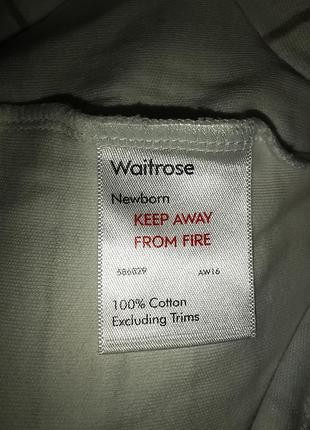 Waitrose
Newborn
KEEP AWAY
FROM FIRE
586029 AW16
100% Cotton
Excluding Trims